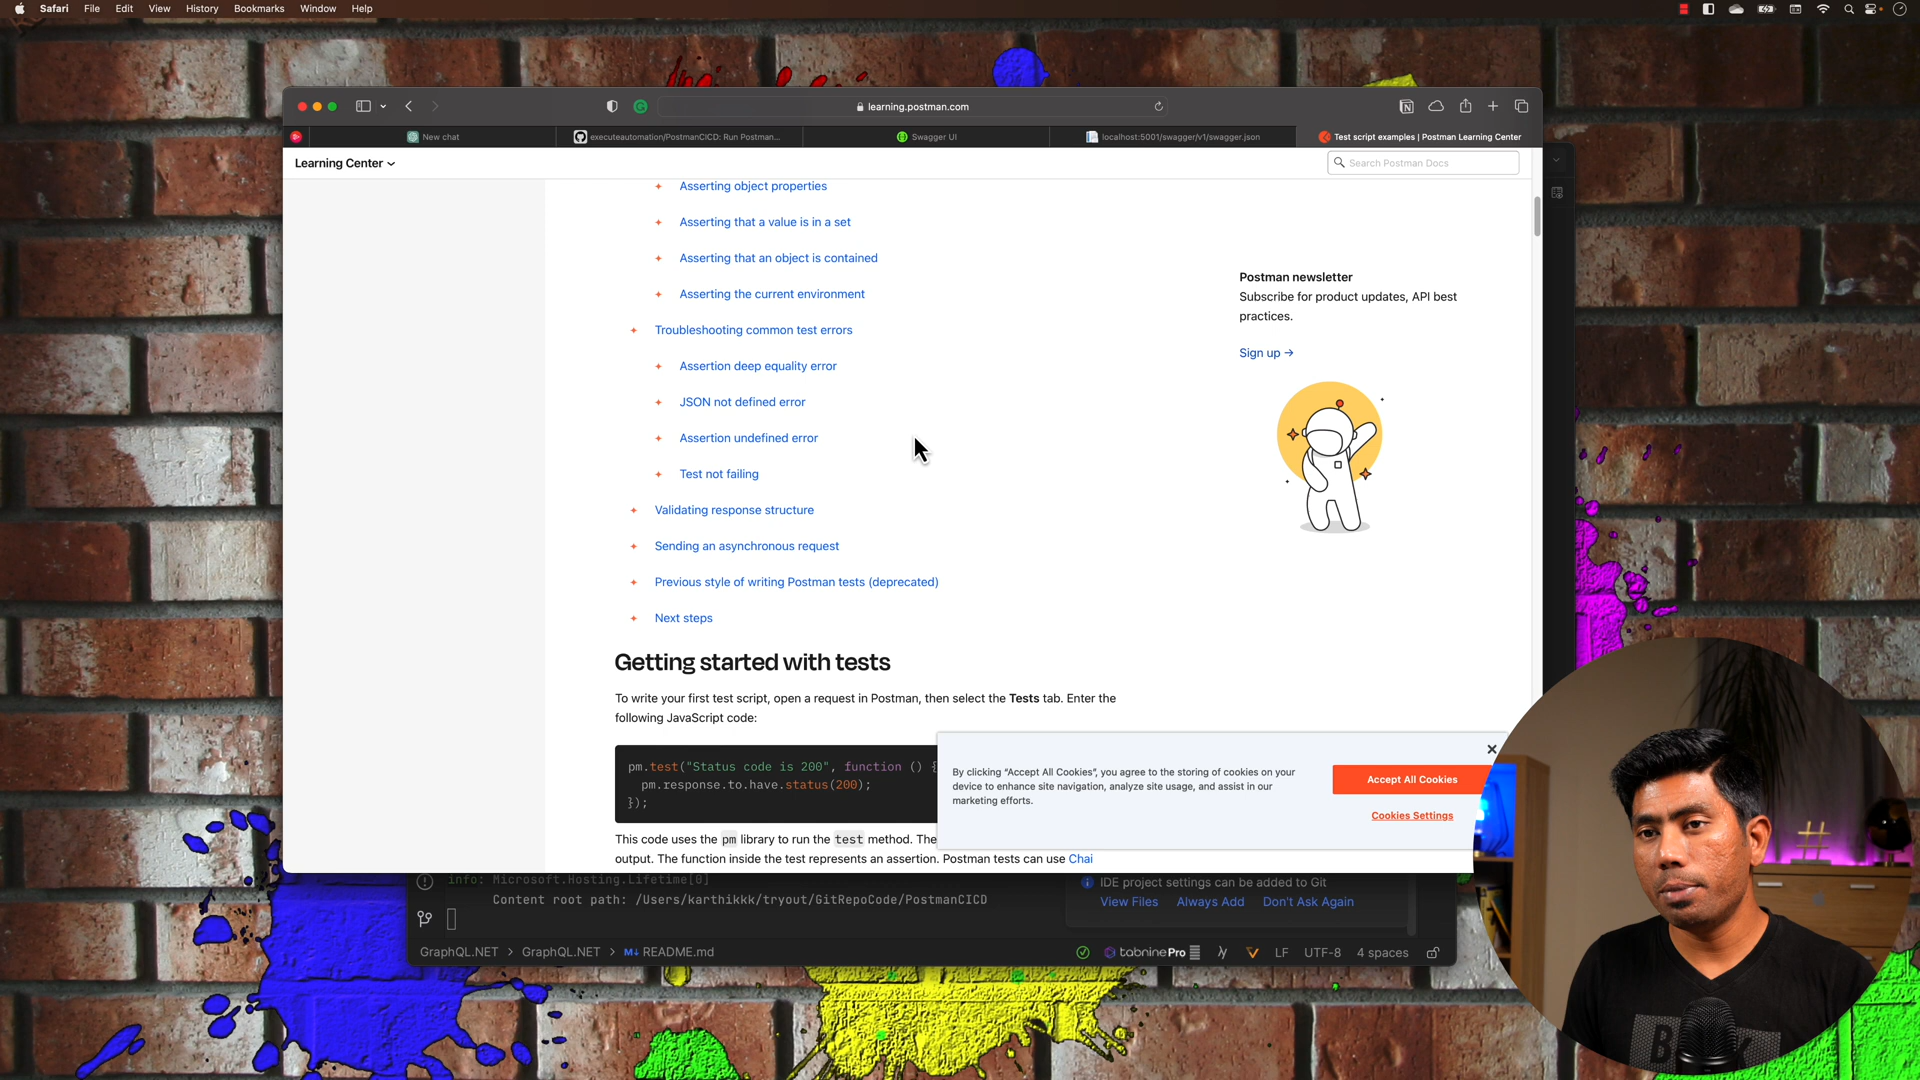 Safari File Edit View History Bookmarks Window Help
learning.postman.com
New chat
executeautomation/PostmanCICD: Run Postman...
Swagger UI
localhost:5001/swagger/v1/swagger.json
Test script examples | Postman Learning Center
Learning Center
Search Postman Docs
Asserting object properties
Asserting that a value is in a set
Asserting that an object is contained
Asserting the current environment
Troubleshooting common test errors
Assertion deep equality error
JSON not defined error
Assertion undefined error
Test not failing
Validating response structure
Sending an asynchronous request
Previous style of writing Postman tests (deprecated)
Next steps
Postman newsletter
Subscribe for product updates, API best
practices.
Sign up →
Getting started with tests
To write your first test script, open a request in Postman, then select the Tests tab. Enter the
following JavaScript code:
pm.test("Status code is 200", function () {
pm.response.to.have.status(200);
});
This code uses the pm library to run the test method. The
output. The function inside the test represents an assertion. Postman tests can use Chai
By clicking “Accept All Cookies”, you agree to the storing of cookies on your
device to enhance site navigation, analyze site usage, and assist in our
marketing efforts.
Accept All Cookies
Cookies Settings
info: Microsoft.Hosting.Lifetime[0]
Content root path: /Users/karthikkk/tryout/GitRepoCode/PostmanCICD
IDE project settings can be added to Git
View Files Always Add Don't Ask Again
GraphQL.NET > GraphQL.NET > M↓ README.md
tabnine Pro LF UTF-8 4 spaces